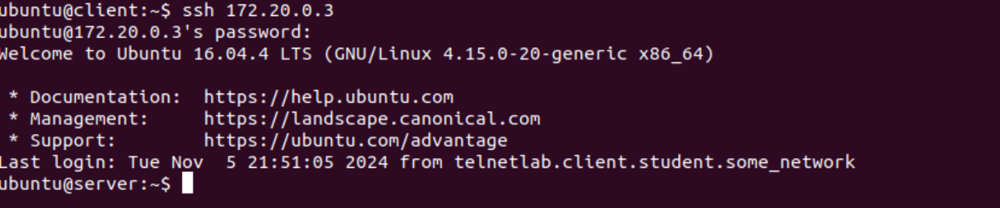 ubuntu@client:~$ ssh 172.20.0.3
ubuntu@172.20.0.3's password:
Welcome to Ubuntu 16.04.4 LTS (GNU/Linux 4.15.0-20-generic x86_64)

 * Documentation:  https://help.ubuntu.com
 * Management:     https://landscape.canonical.com
 * Support:        https://ubuntu.com/advantage
Last login: Tue Nov  5 21:51:05 2024 from telnetlab.client.student.some_network
ubuntu@server:~$